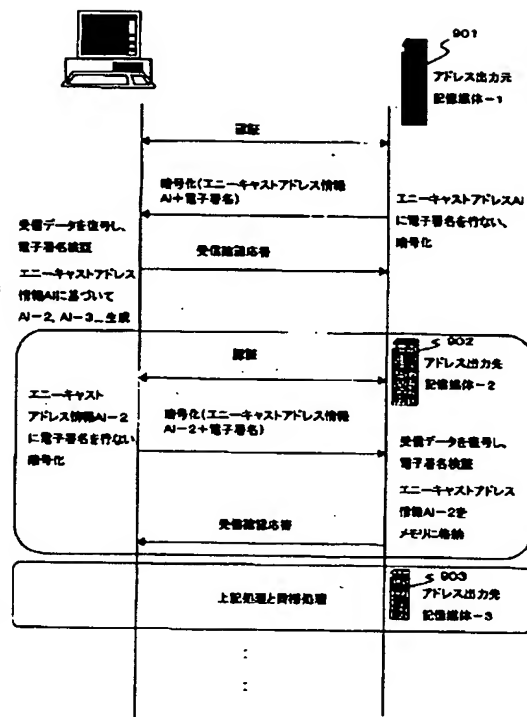 901
アドレス出力元
記憶媒体-1
認証
暗号化(エニーキャストアドレス情報
AI+電子署名)
エニーキャストアドレスAI
に電子署名を行ない、
暗号化
受信データを復号し、
電子署名検証
受信確認応答
エニーキャストアドレス
情報AIに基づいて
AI-2, AI-3...生成
902
認証
アドレス出力先
記憶媒体-2
エニーキャスト
アドレス情報AI-2
に電子署名を行ない
暗号化
暗号化(エニーキャストアドレス情報
AI-2+電子署名)
受信データを復号し、
電子署名検証
エニーキャストアドレス
情報AI-2を
メモリに格納
受信確認応答
903
上記処理と同様処理
アドレス出力先
記憶媒体-3